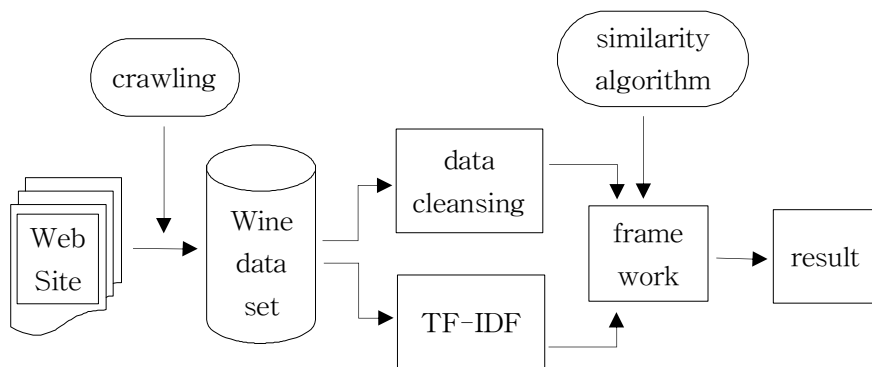 crawling
similarity
algorithm
Web
Site
Wine
data
set
data
cleansing
TF-IDF
frame
work
result